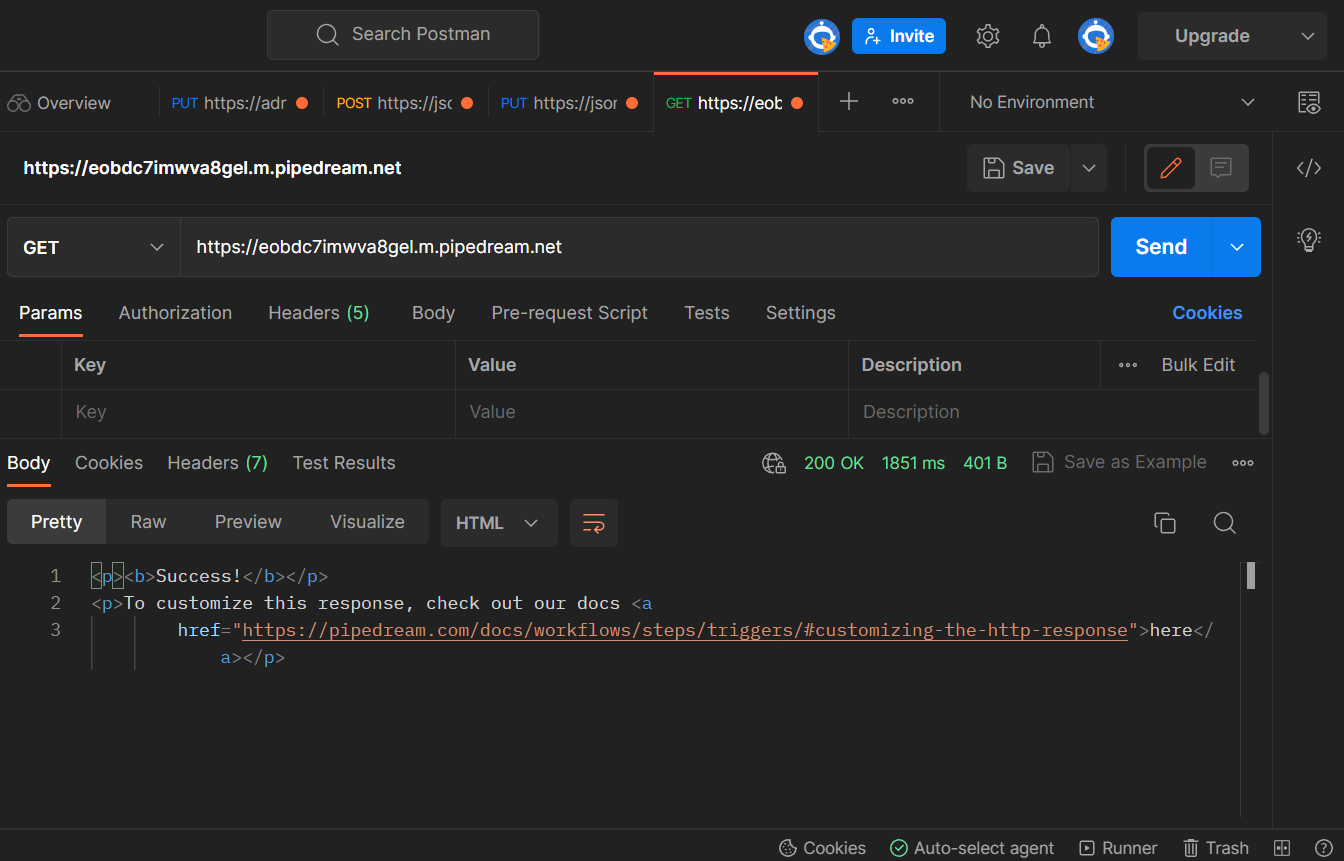 Search Postman
Invite
Upgrade
Overview
PUT https://adr
POST https://jsc
PUT https://jsor
GET https://eob
No Environment
https://eobdc7imwva8gel.m.pipedream.net
Save
GET
https://eobdc7imwva8gel.m.pipedream.net
Send
Params Authorization Headers (5) Body Pre-request Script Tests Settings Cookies
Key Value Description Bulk Edit
Key Value Description
Body Cookies Headers (7) Test Results 200 OK 1851 ms 401 B Save as Example
Pretty Raw Preview Visualize HTML
1 <p><b>Success!</b></p>
2 <p>To customize this response, check out our docs <a
3 href="https://pipedream.com/docs/workflows/steps/triggers/#customizing-the-http-response">here</
a></p>
Cookies Auto-select agent Runner Trash